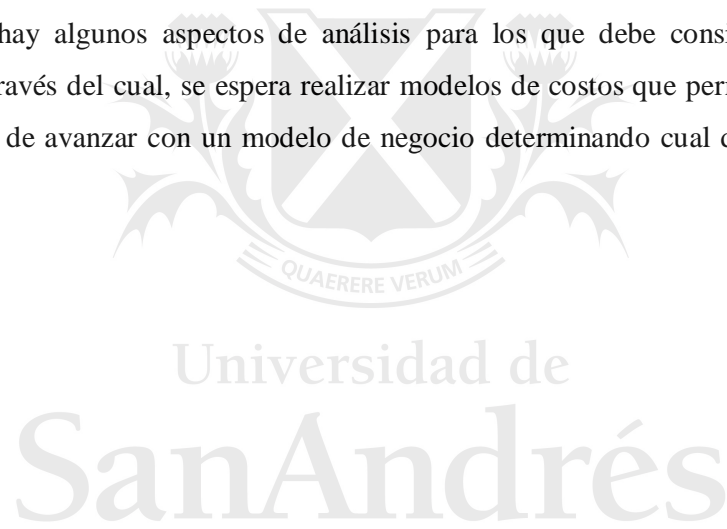 hay algunos aspectos de análisis para los que debe consi
ravés del cual, se espera realizar modelos de costos que per
de avanzar con un modelo de negocio determinando cual
QUAERERE VERUM
Universidad de
SanAndrés